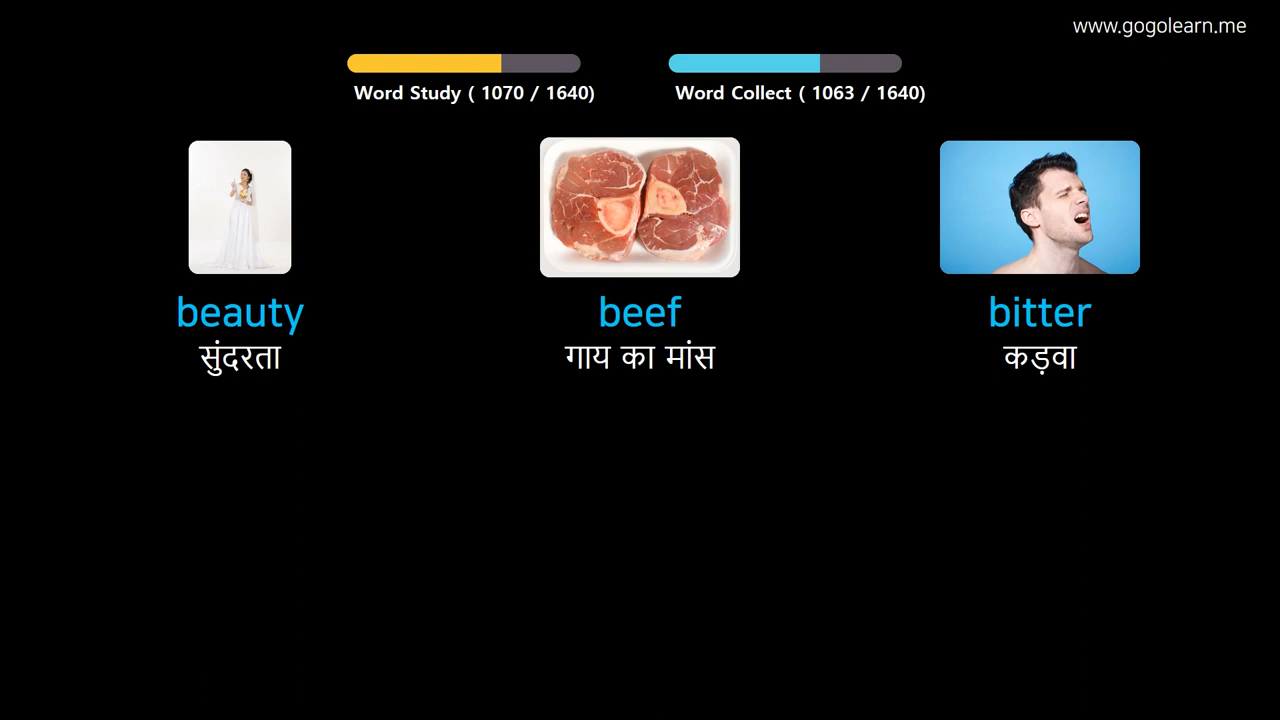 www.gogolearn.me
Word Study ( 1070 / 1640)
Word Collect ( 1063 / 1640)
beauty
सुंदरता
beef
गाय का मांस
bitter
कड़वा